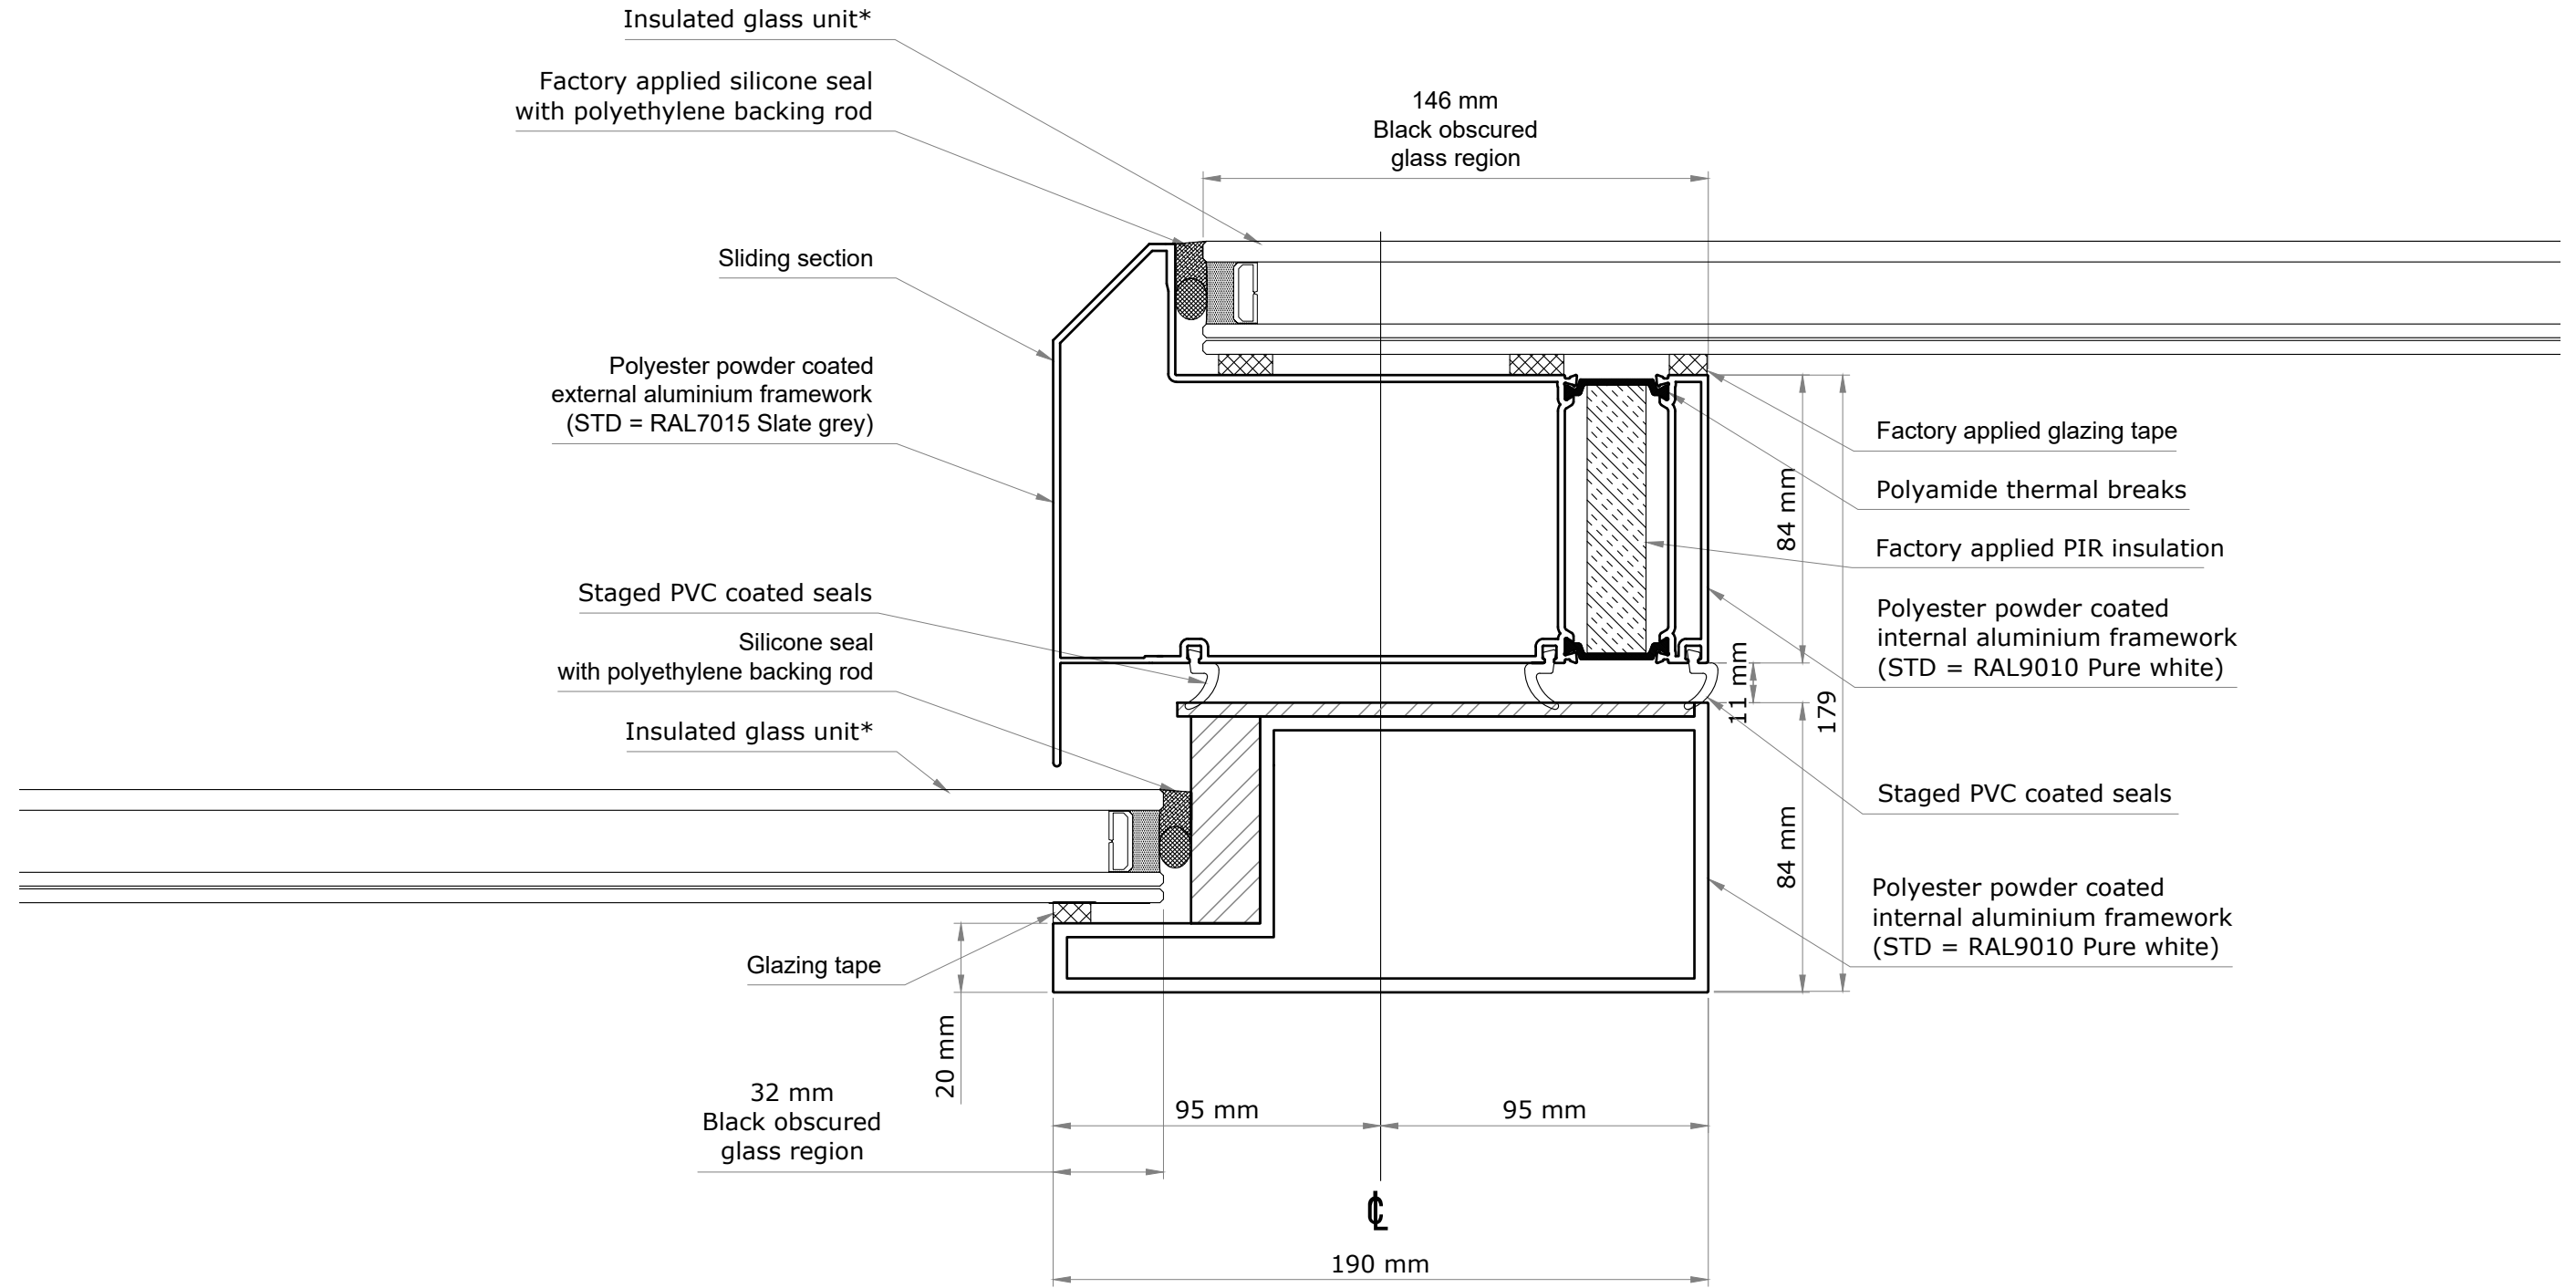 Insulated glass unit*
Factory applied silicone seal
with polyethylene backing rod
146 mm
Black obscured
glass region
Sliding section
Polyester powder coated
external aluminium framework
(STD = RAL7015 Slate grey)
Factory applied glazing tape
Polyamide thermal breaks
84 mm
Factory applied PIR insulation
Staged PVC coated seals
Polyester powder coated
internal aluminium framework
(STD = RAL9010 Pure white)
Silicone seal
with polyethylene backing rod
11 mm
179
Insulated glass unit*
Staged PVC coated seals
84 mm
Polyester powder coated
internal aluminium framework
(STD = RAL9010 Pure white)
Glazing tape
20 mm
32 mm
Black obscured
glass region
95 mm
95 mm
℄
190 mm